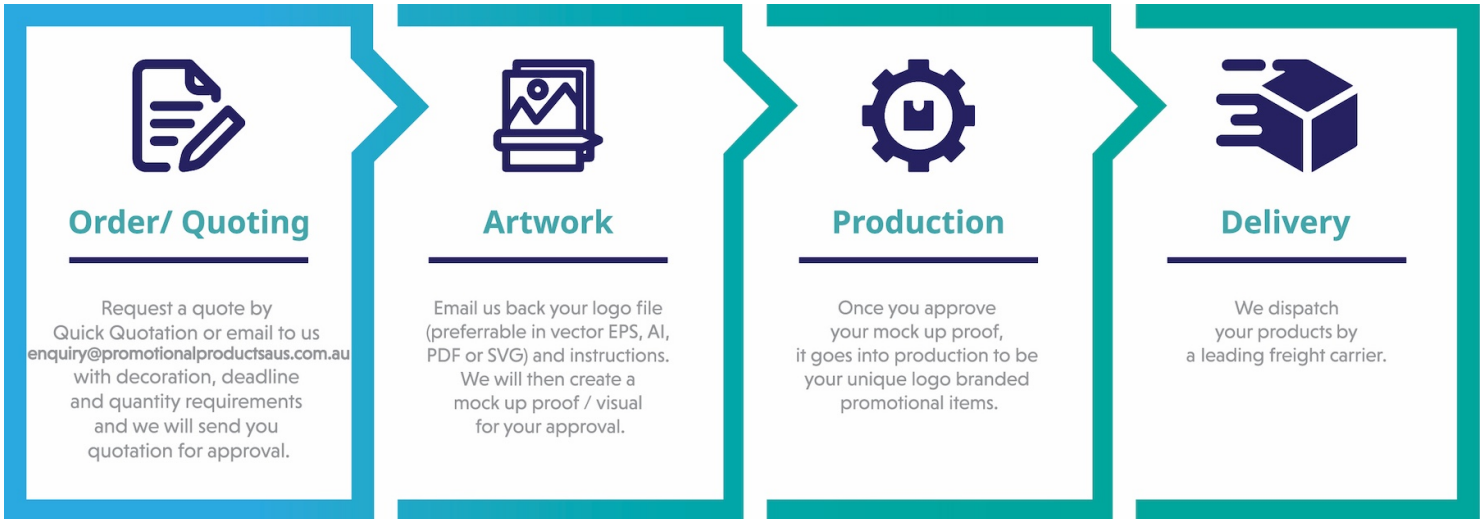 Order/ Quoting
Request a quote by
Quick Quotation or email to us
enquiry@promotionalproductsaus.com.au
with decoration, deadline
and quantity requirements
and we will send you
quotation for approval.
Artwork
Email us back your logo file
(preferrable in vector EPS, AI,
PDF or SVG) and instructions.
We will then create a
mock up proof / visual
for your approval.
Production
Once you approve
your mock up proof,
it goes into production to be
your unique logo branded
promotional items.
Delivery
We dispatch
your products by
a leading freight carrier.